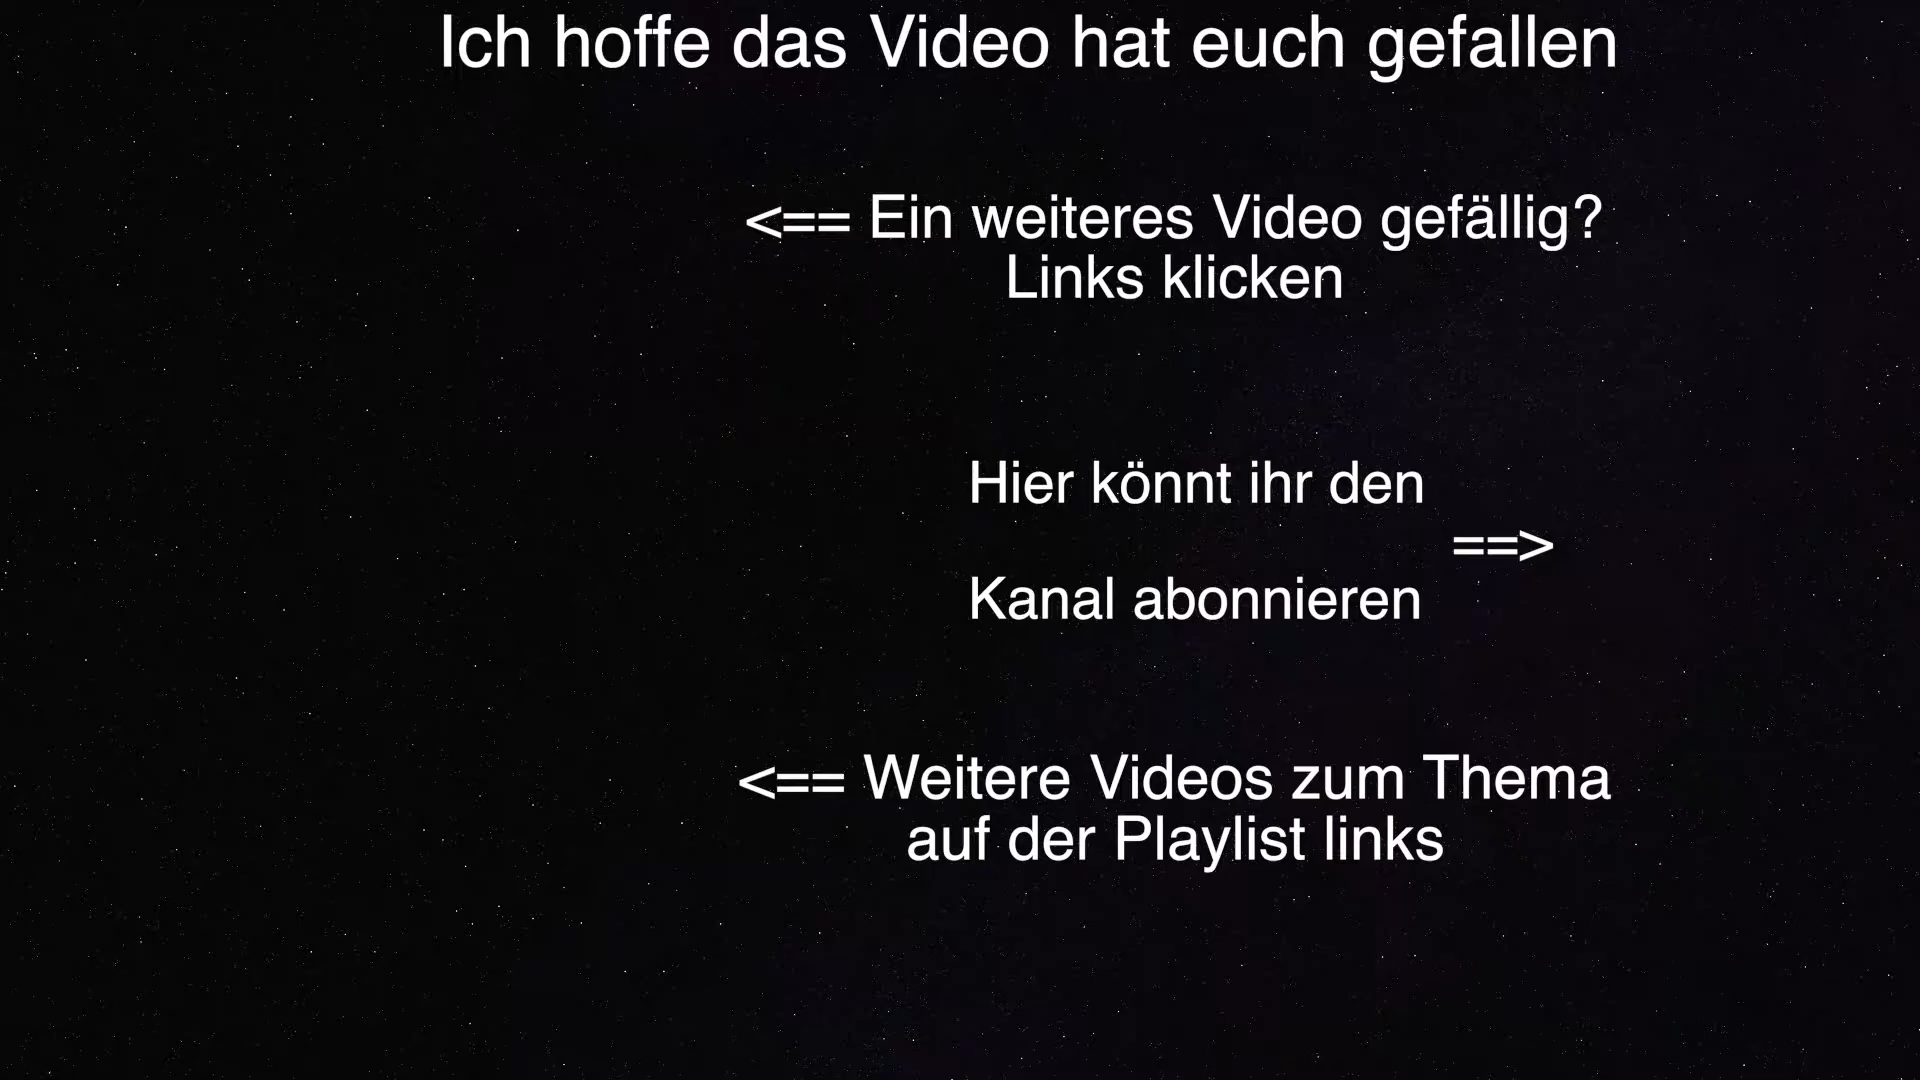 Ich hoffe das Video hat euch gefallen
<== Ein weiteres Video gefällig?
Links klicken
Hier könnt ihr den
==>
Kanal abonnieren
<== Weitere Videos zum Thema
auf der Playlist links